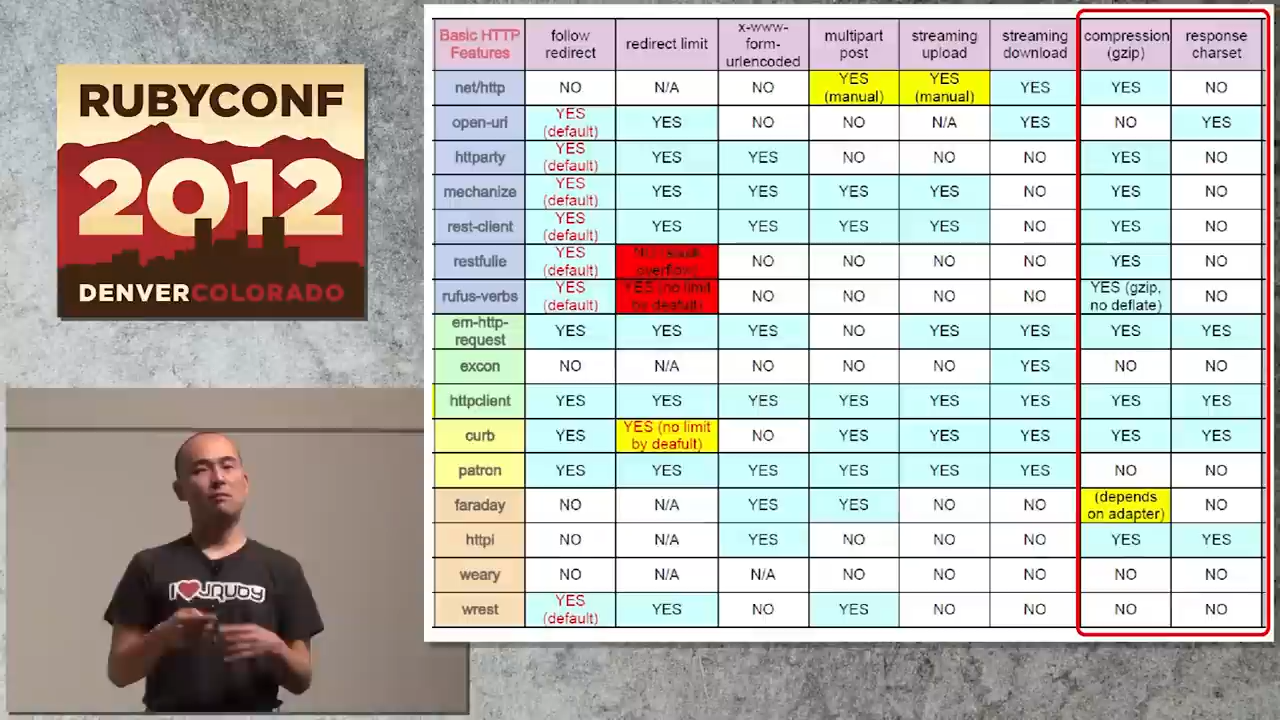 RUBYCONF
2012
DENVERCOLORADO
I JRUBY
Basic HTTP Features | follow redirect | redirect limit | x-www-form-urlencoded | multipart post | streaming upload | streaming download | compression (gzip) | response charset
net/http | NO | N/A | NO | YES (manual) | YES (manual) | YES | YES | NO
open-uri | YES (default) | YES | NO | NO | N/A | YES | NO | YES
httparty | YES (default) | YES | YES | NO | NO | NO | YES | NO
mechanize | YES (default) | YES | YES | YES | YES | NO | YES | NO
rest-client | YES (default) | YES | YES | YES | YES | NO | YES | NO
restfulie | YES (default) | NO overflow) | NO | NO | NO | NO | YES | NO
rufus-verbs | YES (default) | YES (no limit by deafult) | NO | NO | NO | NO | YES (gzip, no deflate) | NO
em-http-request | YES | YES | YES | NO | YES | YES | YES | YES
excon | NO | N/A | NO | NO | NO | YES | NO | NO
httpclient | YES | YES | YES | YES | YES | YES | YES | YES
curb | YES | YES (no limit by deafult) | NO | YES | YES | YES | YES | YES
patron | YES | YES | YES | YES | YES | YES | NO | NO
faraday | NO | N/A | YES | YES | NO | NO | (depends on adapter) | NO
httpi | NO | N/A | YES | NO | NO | NO | YES | YES
weary | NO | N/A | N/A | NO | NO | NO | NO | NO
wrest | YES (default) | YES | NO | YES | NO | NO | NO | NO